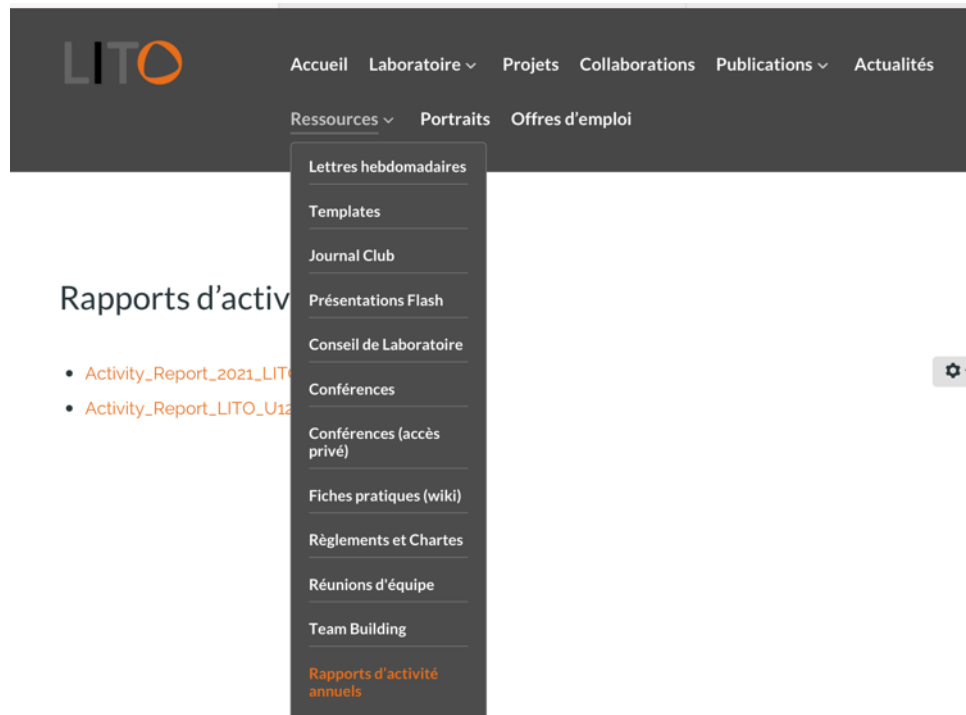 LITO
Accueil Laboratoire Projets Collaborations Publications Actualités
Ressources Portraits Offres d'emploi
Lettres hebdomadaires
Templates
Journal Club
Présentations Flash
Conseil de Laboratoire
Conférences
Conférences (accès
privé)
Fiches pratiques (wiki)
Règlements et Chartes
Réunions d'équipe
Team Building
Rapports d'activité
annuels
Rapports d'activ
Activity_Report_2021_LIT
Activity_Report_LITO_U12